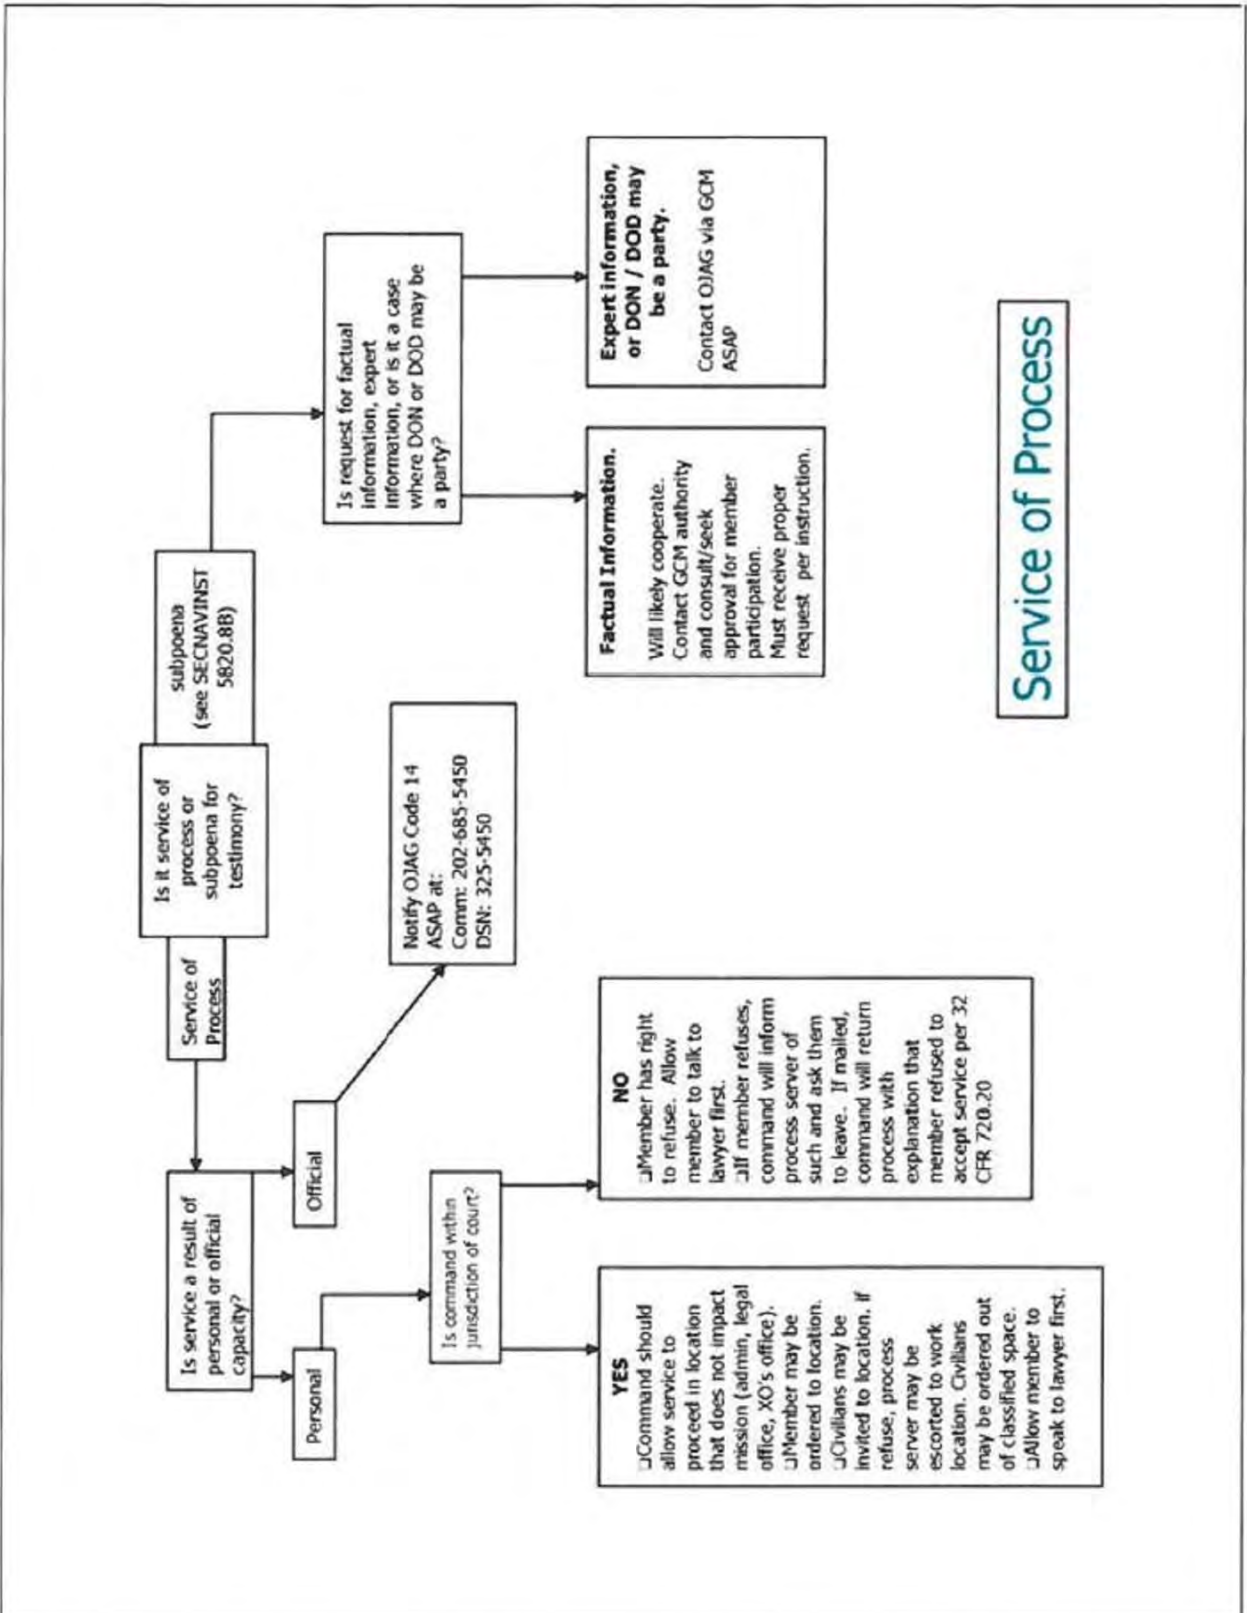 Is it service of
process or
subpoena for
testimony?
Service of
Process
subpoena
(see SECNAVINST
5820.8B)
Is service a result of
personal or official
capacity?
Personal
Official
Notify OJAG Code 14
ASAP at:
Comm: 202-685-5450
DSN: 325-5450
Is command within
jurisdiction of court?
YES
❑Command should
allow service to
proceed in location
that does not impact
mission (admin, legal
office, XO's office).
❑Member may be
ordered to location.
❑Civilians may be
invited to location. if
refuse, process
server may be
escorted to work
location. Civilians
may be ordered out
of classified space.
❑Allow member to
speak to lawyer first.
NO
❑Member has right
to refuse. Allow
member to talk to
lawyer first.
❑If member refuses,
command will inform
process server of
such and ask them
to leave. If mailed,
command will return
process with
explanation that
member refused to
accept service per 32
CFR 720.20
Is request for factual
information, expert
information, or is it a case
where DON or DOD may be
a party?
Factual Information.
Will likely cooperate.
Contact GCM authority
and consult/seek
approval for member
participation.
Must receive proper
request per instruction.
Expert information,
or DON / DOD may
be a party.
Contact OJAG via GCM
ASAP
Service of Process